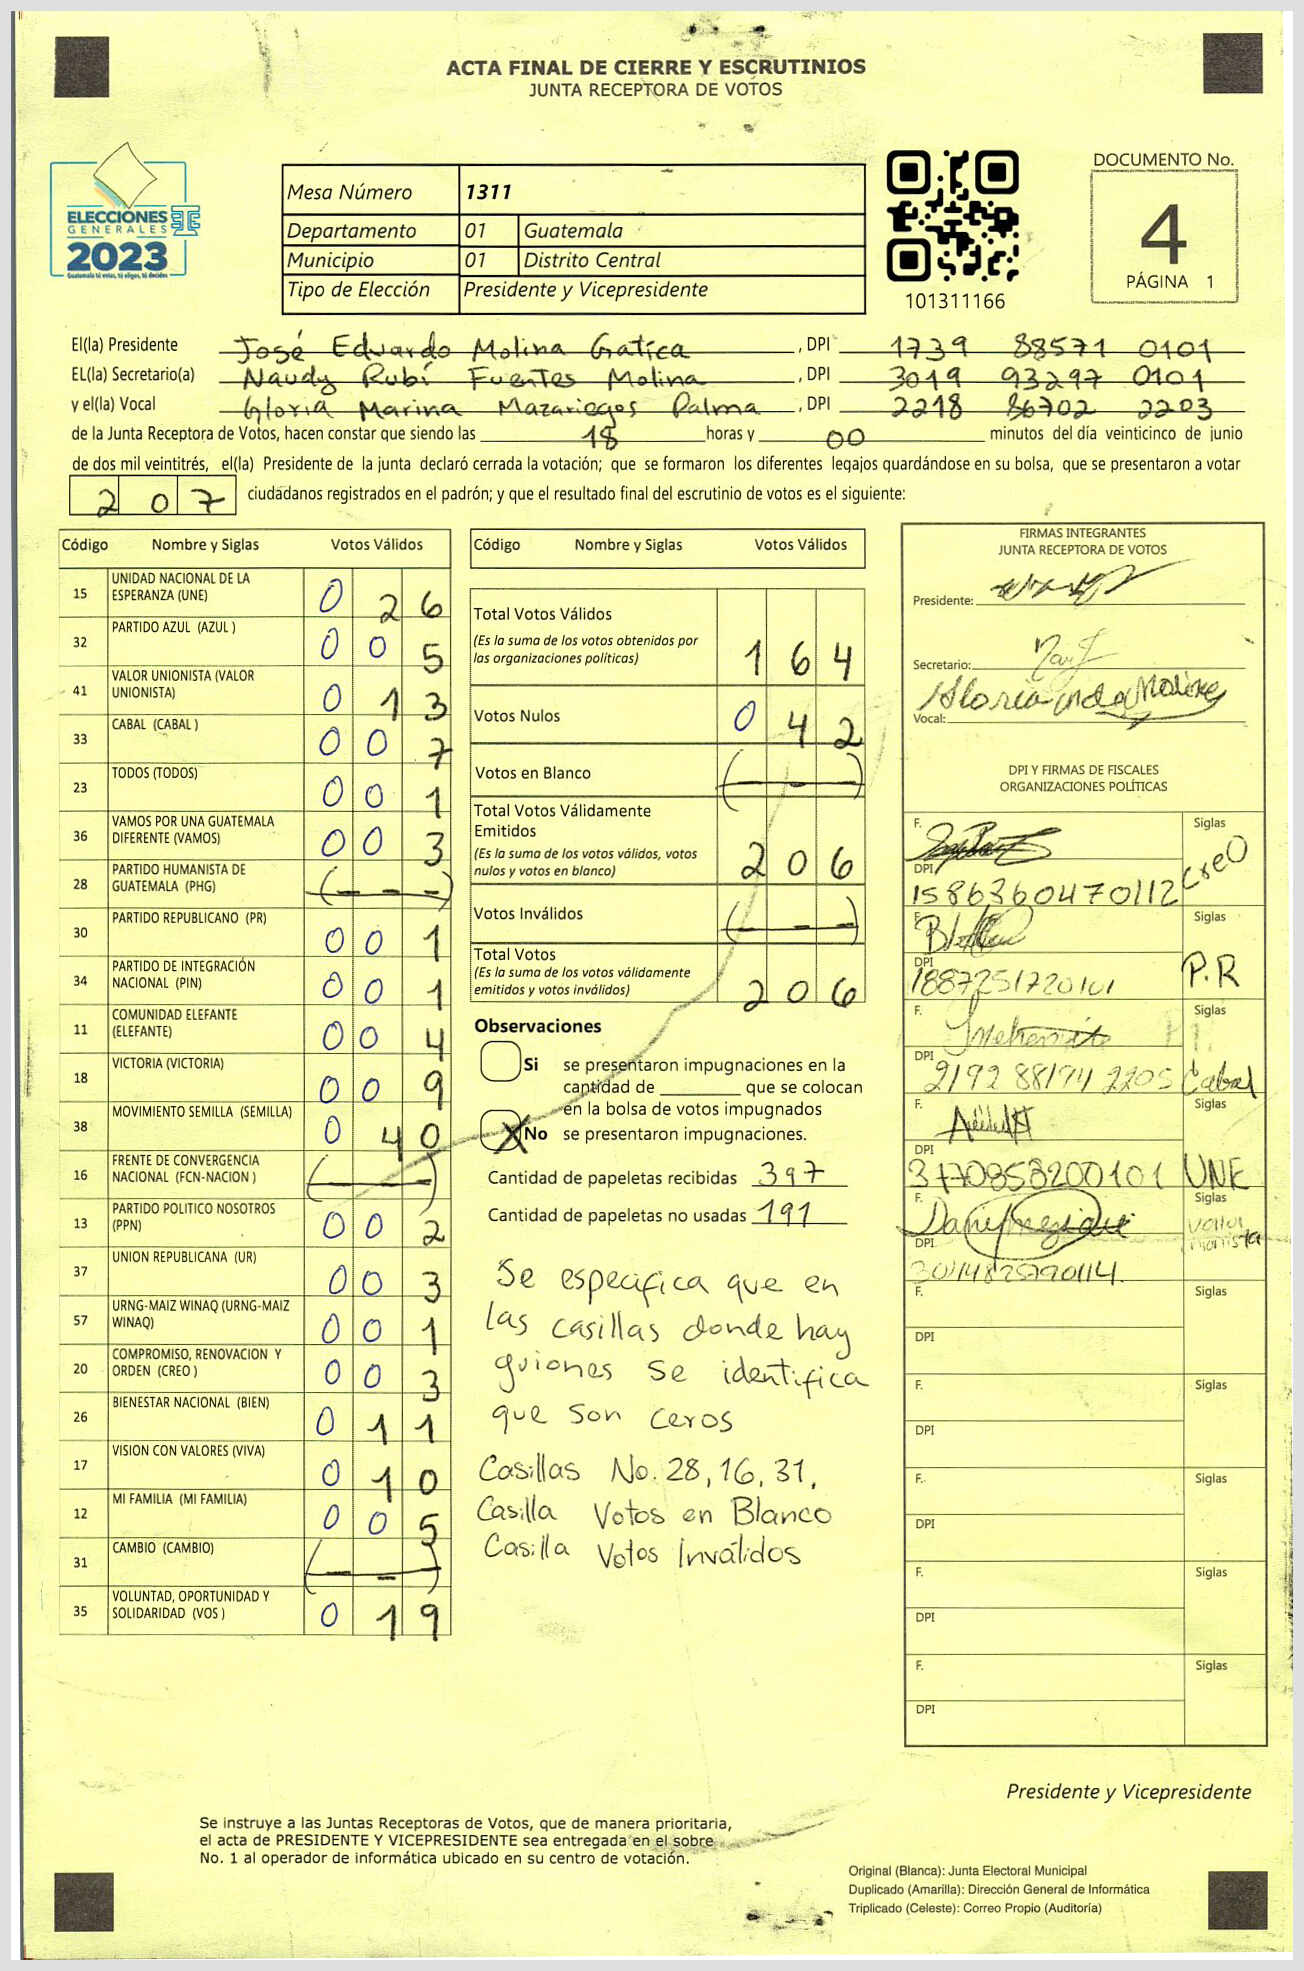 ACTA FINAL DE CIERRE Y ESCRUTINIOS
JUNTA RECEPTORA DE VOTOS
ELECCIONES
GENERALES
2023
Guatemala tú votas, tú eliges, tú decides
Mesa Número 1311
Departamento 01 Guatemala
Municipio 01 Distrito Central
Tipo de Elección Presidente y Vicepresidente
101311166
DOCUMENTO No.
4
PÁGINA 1
El(la) Presidente José Eduardo Molina Gatica , DPI 1739 88571 0101
EL(la) Secretario(a) Naudy Rubí Fuentes Molina , DPI 3019 93297 0101
y el(la) Vocal Gloria Marina Mazariegos Palma , DPI 2218 86702 2203
de la Junta Receptora de Votos, hacen constar que siendo las 18 horas y 00 minutos del día veinticinco de junio
de dos mil veintitrés, el(la) Presidente de la junta declaró cerrada la votación; que se formaron los diferentes legajos guardándose en su bolsa, que se presentaron a votar
207 ciudadanos registrados en el padrón; y que el resultado final del escrutinio de votos es el siguiente:
Código Nombre y Siglas Votos Válidos
15 UNIDAD NACIONAL DE LA ESPERANZA (UNE) 0 2 6
32 PARTIDO AZUL (AZUL ) 0 0 5
41 VALOR UNIONISTA (VALOR UNIONISTA) 0 1 3
33 CABAL (CABAL ) 0 0 7
23 TODOS (TODOS) 0 0 1
36 VAMOS POR UNA GUATEMALA DIFERENTE (VAMOS) 0 0 3
28 PARTIDO HUMANISTA DE GUATEMALA (PHG) (- - -)
30 PARTIDO REPUBLICANO (PR) 0 0 1
34 PARTIDO DE INTEGRACIÓN NACIONAL (PIN) 0 0 1
11 COMUNIDAD ELEFANTE (ELEFANTE) 0 0 4
18 VICTORIA (VICTORIA) 0 0 9
38 MOVIMIENTO SEMILLA (SEMILLA) 0 4 0
16 FRENTE DE CONVERGENCIA NACIONAL (FCN-NACION ) (- - -)
13 PARTIDO POLITICO NOSOTROS (PPN) 0 0 2
37 UNION REPUBLICANA (UR) 0 0 3
57 URNG-MAIZ WINAQ (URNG-MAIZ WINAQ) 0 0 1
20 COMPROMISO, RENOVACION Y ORDEN (CREO ) 0 0 3
26 BIENESTAR NACIONAL (BIEN) 0 1 1
17 VISION CON VALORES (VIVA) 0 1 0
12 MI FAMILIA (MI FAMILIA) 0 0 5
31 CAMBIO (CAMBIO) (- - -)
35 VOLUNTAD, OPORTUNIDAD Y SOLIDARIDAD (VOS ) 0 1 9
Código Nombre y Siglas Votos Válidos
Total Votos Válidos 1 6 4
(Es la suma de los votos obtenidos por
las organizaciones políticas)
Votos Nulos 0 4 2
Votos en Blanco (- - -)
Total Votos Válidamente
Emitidos
(Es la suma de los votos válidos, votos
nulos y votos en blanco) 2 0 6
Votos Inválidos (- - -)
Total Votos
(Es la suma de los votos válidamente
emitidos y votos inválidos) 2 0 6
Observaciones
Si se presentaron impugnaciones en la
cantidad de ________ que se colocan
en la bolsa de votos impugnados
X No se presentaron impugnaciones.
Cantidad de papeletas recibidas 397
Cantidad de papeletas no usadas 191
Se especifica que en
las casillas donde hay
guiones se identifica
que son ceros
Casillas No. 28, 16, 31,
Casilla Votos en Blanco
Casilla Votos Inválidos
FIRMAS INTEGRANTES
JUNTA RECEPTORA DE VOTOS
Presidente:
Secretario:
Vocal:
DPI Y FIRMAS DE FISCALES
ORGANIZACIONES POLÍTICAS
F. Siglas
DPI 1586360470112 CreO
F. Siglas
DPI 1887251720101 P.R
F. Siglas
DPI 2192 88194 2205 Cabal
F. Siglas
DPI 3170853200101 UNE
F. Siglas
DPI
F. Siglas
DPI
F. Siglas
DPI
F. Siglas
DPI
F. Siglas
DPI
F. Siglas
DPI
Presidente y Vicepresidente
Se instruye a las Juntas Receptoras de Votos, que de manera prioritaria,
el acta de PRESIDENTE Y VICEPRESIDENTE sea entregada en el sobre
No. 1 al operador de informática ubicado en su centro de votación.
Original (Blanca): Junta Electoral Municipal
Duplicado (Amarilla): Dirección General de Informática
Triplicado (Celeste): Correo Propio (Auditoría)